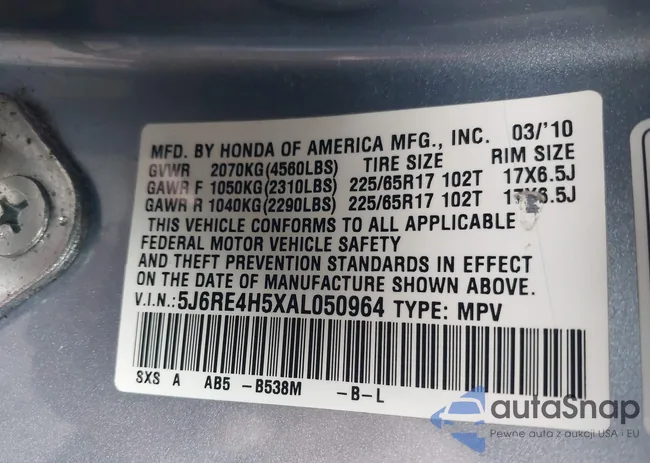 MFD. BY HONDA OF AMERICA MFG., INC. 03/'10
GVWR 2070KG(4560LBS) TIRE SIZE RIM SIZE
GAWR F 1050KG(2310LBS) 225/65R17 102T 17X6.5J
GAWR R 1040KG(2290LBS) 225/65R17 102T 17X6.5J
THIS VEHICLE CONFORMS TO ALL APPLICABLE
FEDERAL MOTOR VEHICLE SAFETY
AND THEFT PREVENTION STANDARDS IN EFFECT
ON THE DATE OF MANUFACTURE SHOWN ABOVE.
V.I.N.:5J6RE4H5XAL050964 TYPE: MPV
SXS A AB5 -B538M -B-L
autaSnap
Pewne auta z aukcji USA i EU